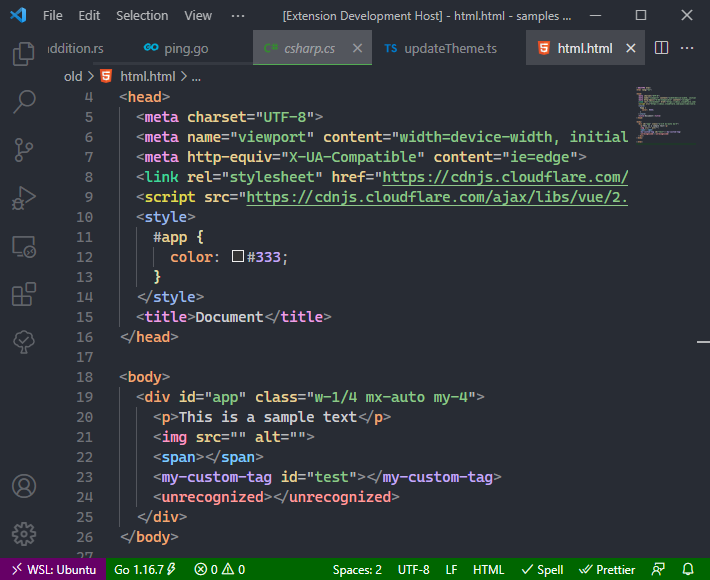 File Edit Selection View ··· [Extension Development Host] - html.html - samples ...
ddition.rs ping.go csharp.cs TS updateTheme.ts html.html ···
old > html.html > ...
4 <head>
5 <meta charset="UTF-8">
6 <meta name="viewport" content="width=device-width, initial
7 <meta http-equiv="X-UA-Compatible" content="ie=edge">
8 <link rel="stylesheet" href="https://cdnjs.cloudflare.com/
9 <script src="https://cdnjs.cloudflare.com/ajax/libs/vue/2.
10 <style>
11 #app {
12 color: #333;
13 }
14 </style>
15 <title>Document</title>
16 </head>
17
18 <body>
19 <div id="app" class="w-1/4 mx-auto my-4">
20 <p>This is a sample text</p>
21 <img src="" alt="">
22 <span></span>
23 <my-custom-tag id="test"></my-custom-tag>
24 <unrecognized></unrecognized>
25 </div>
26 </body>
27
WSL: Ubuntu Go 1.16.7 0 0 Spaces: 2 UTF-8 LF HTML Spell Prettier